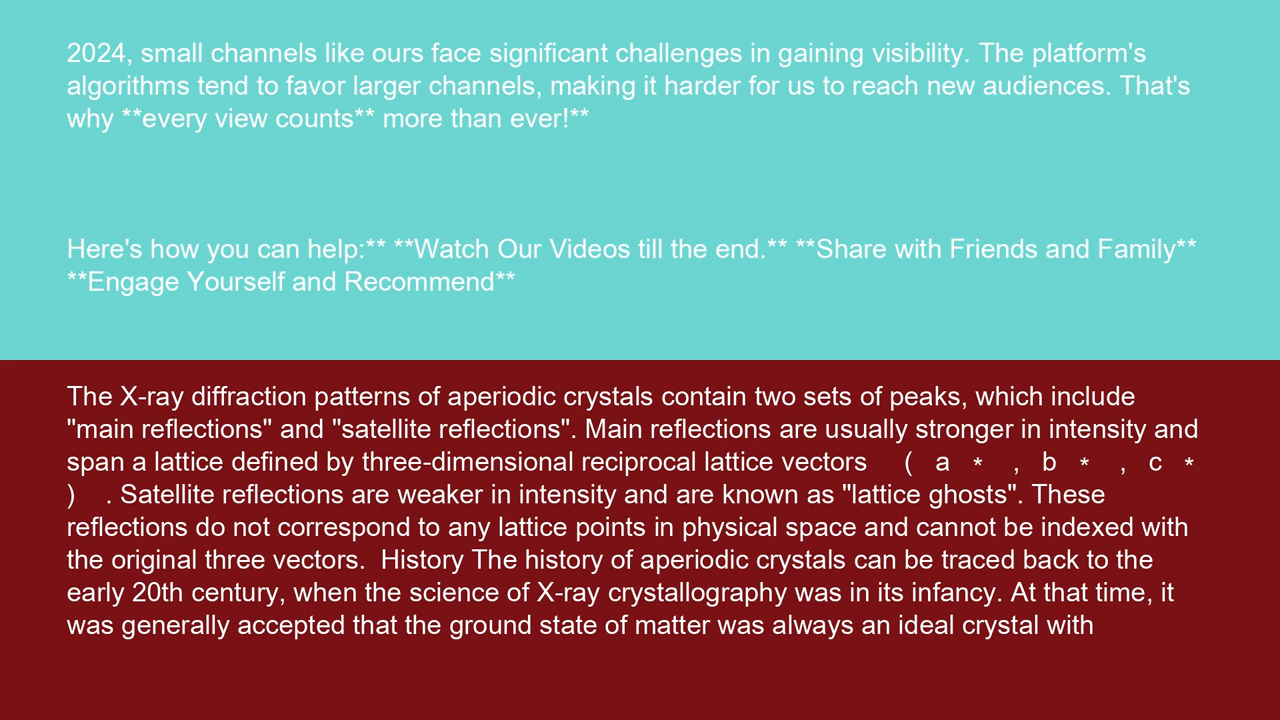 2024, small channels like ours face significant challenges in gaining visibility. The platform's
algorithms tend to favor larger channels, making it harder for us to reach new audiences. That's
why **every view counts** more than ever!**
Here's how you can help:** **Watch Our Videos till the end.** **Share with Friends and Family**
**Engage Yourself and Recommend**
The X-ray diffraction patterns of aperiodic crystals contain two sets of peaks, which include
"main reflections" and "satellite reflections". Main reflections are usually stronger in intensity and
span a lattice defined by three-dimensional reciprocal lattice vectors ( a * , b * , c *
) . Satellite reflections are weaker in intensity and are known as "lattice ghosts". These
reflections do not correspond to any lattice points in physical space and cannot be indexed with
the original three vectors. History The history of aperiodic crystals can be traced back to the
early 20th century, when the science of X-ray crystallography was in its infancy. At that time, it
was generally accepted that the ground state of matter was always an ideal crystal with